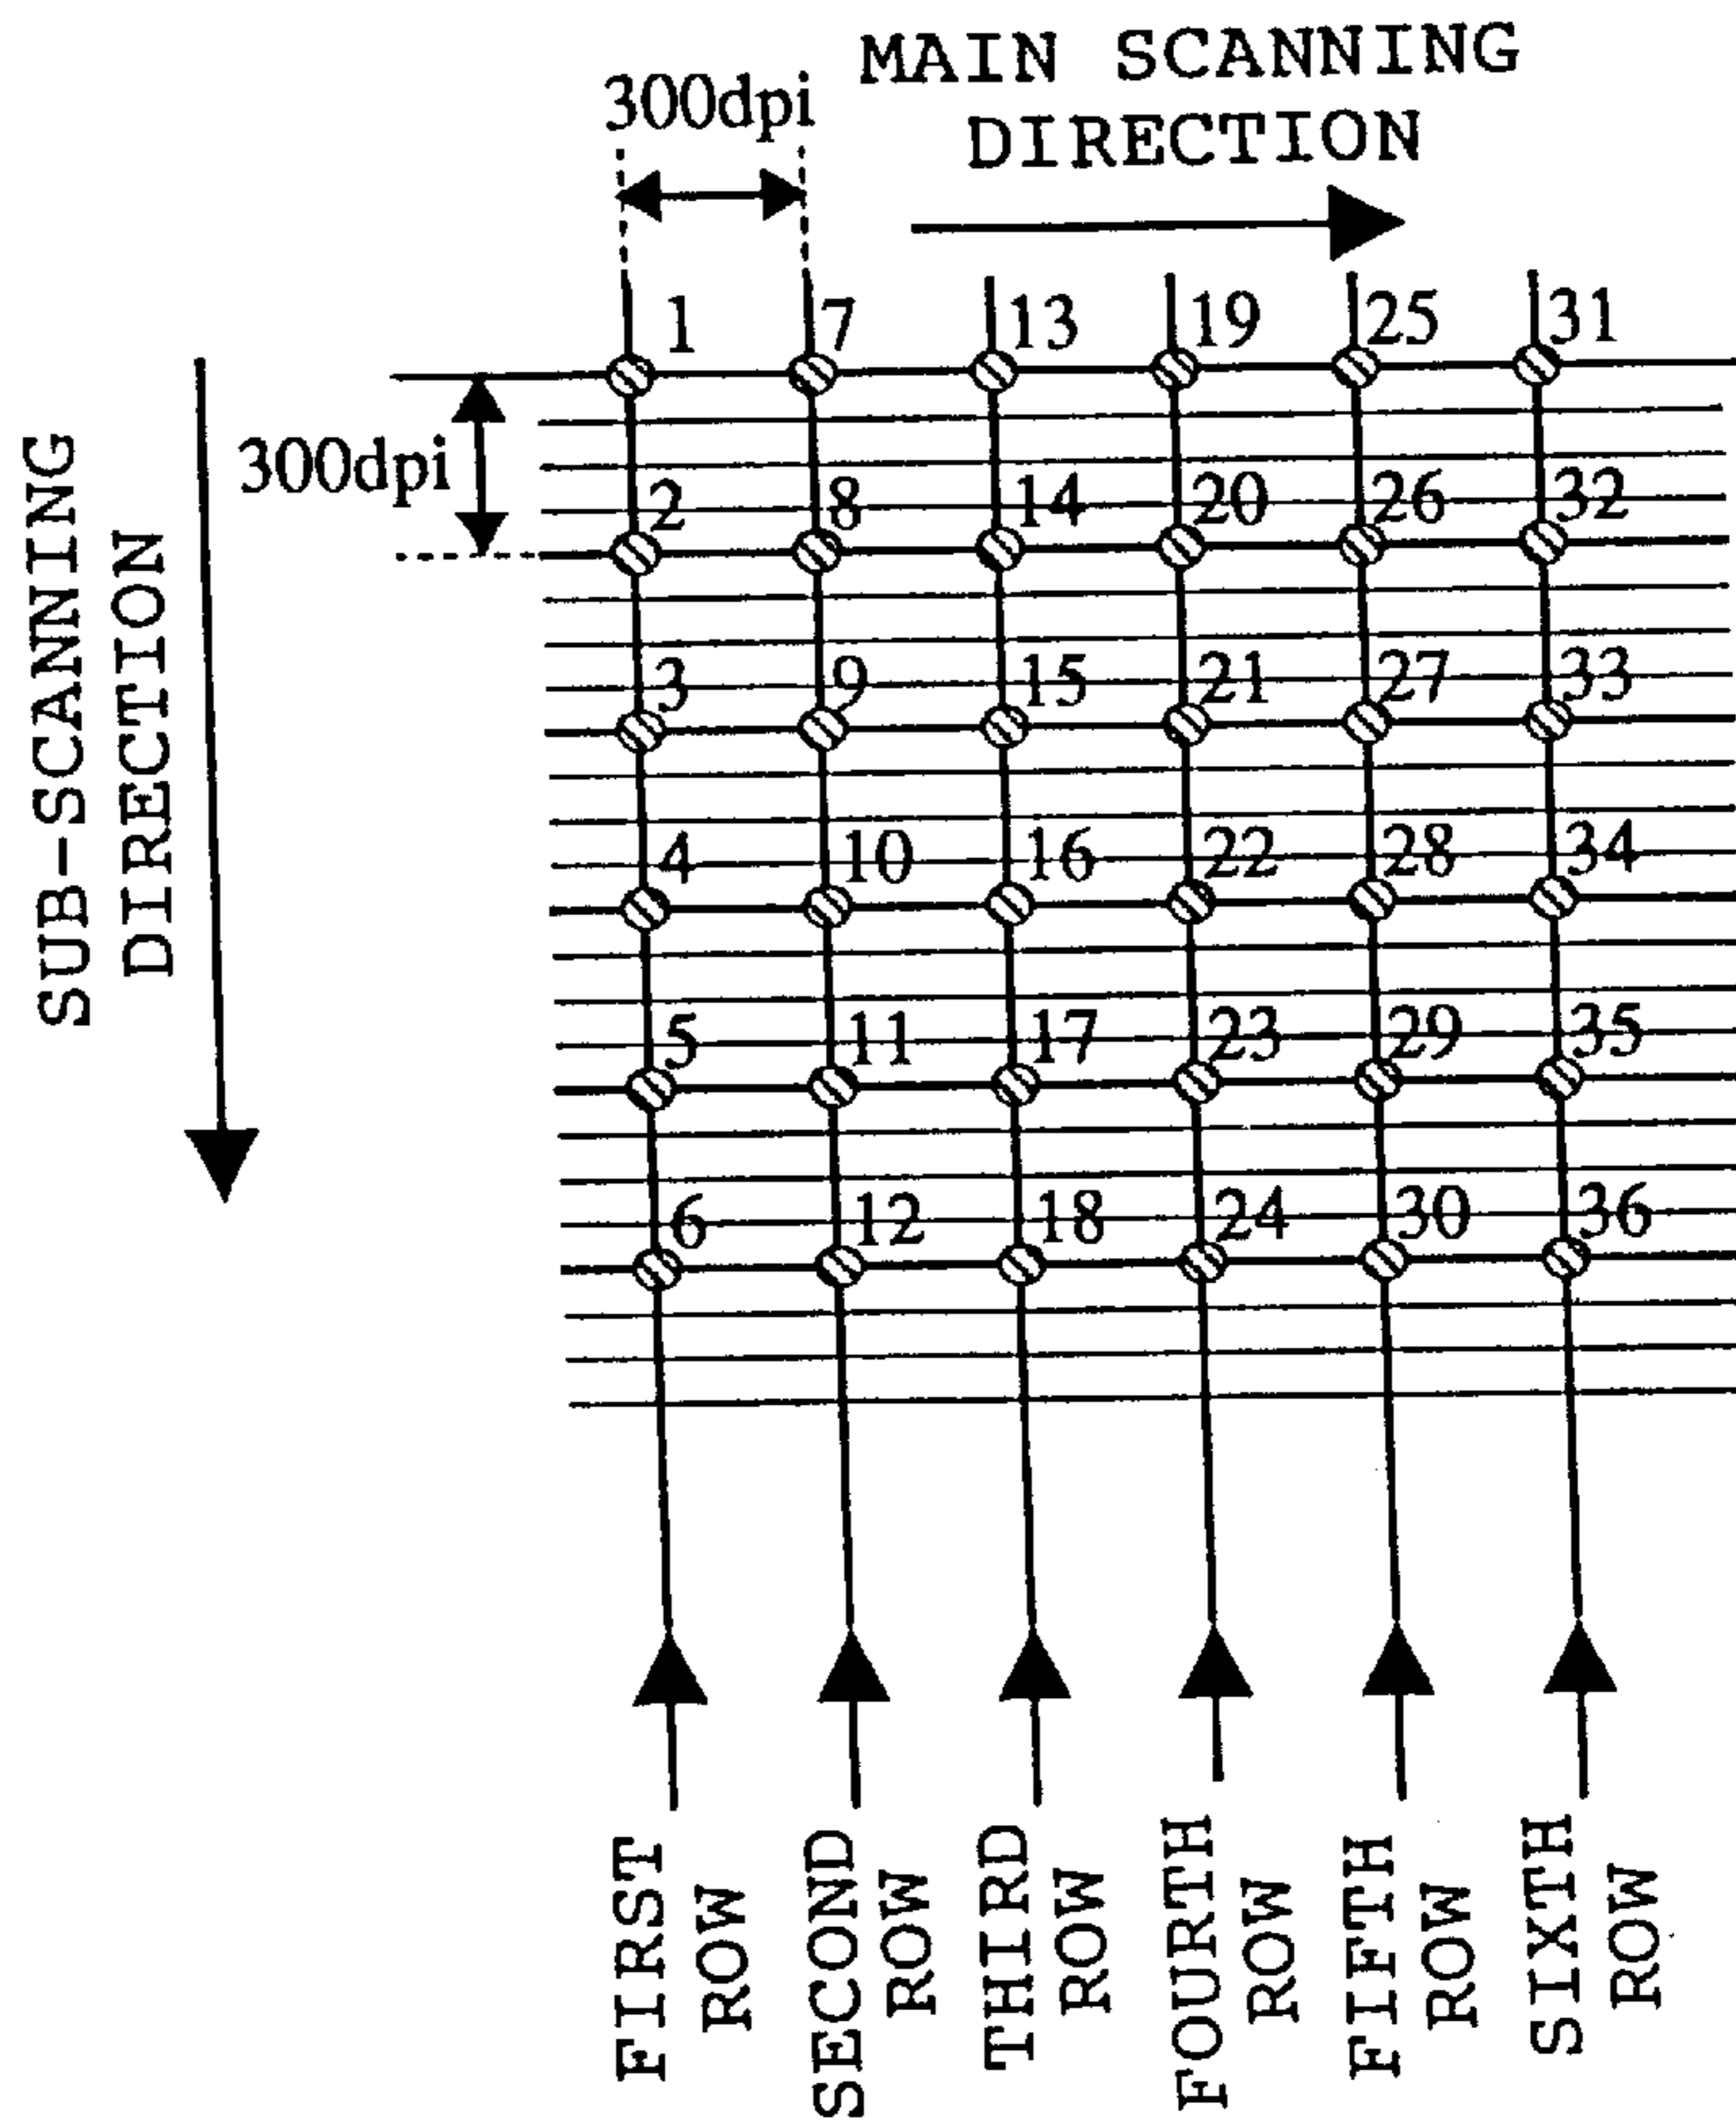 MAIN SCANNING
DIRECTION
300dpi
1 7 13 19 25 31
300dpi
2 8 14 20 26 32
3 9 15 21 27 33
4 10 16 22 28 34
5 11 17 23 29 35
6 12 18 24 30 36
SUB-SCANNING
DIRECTION
FIRST
ROW
SECOND
ROW
THIRD
ROW
FOURTH
ROW
FIFTH
ROW
SIXTH
ROW